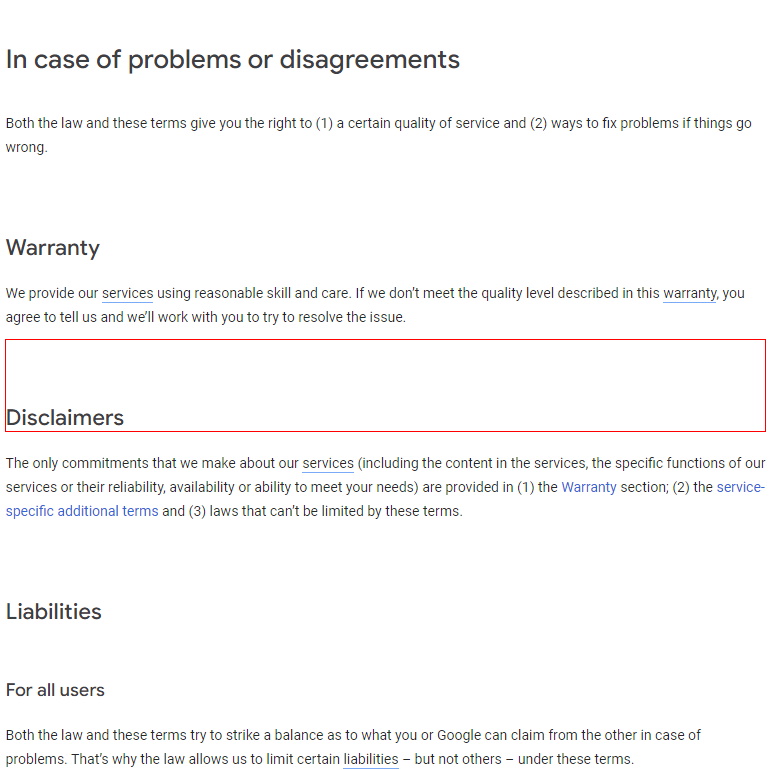 In case of problems or disagreements
Both the law and these terms give you the right to (1) a certain quality of service and (2) ways to fix problems if things go
wrong.
Warranty
We provide our services using reasonable skill and care. If we don't meet the quality level described in this warranty, you
agree to tell us and we'll work with you to try to resolve the issue.
Disclaimers
The only commitments that we make about our services (including the content in the services, the specific functions of our
services or their reliability, availability or ability to meet your needs) are provided in (1) the Warranty section; (2) the service-
specific additional terms and (3) laws that can't be limited by these terms.
Liabilities
For all users
Both the law and these terms try to strike a balance as to what you or Google can claim from the other in case of
problems. That's why the law allows us to limit certain liabilities – but not others – under these terms.